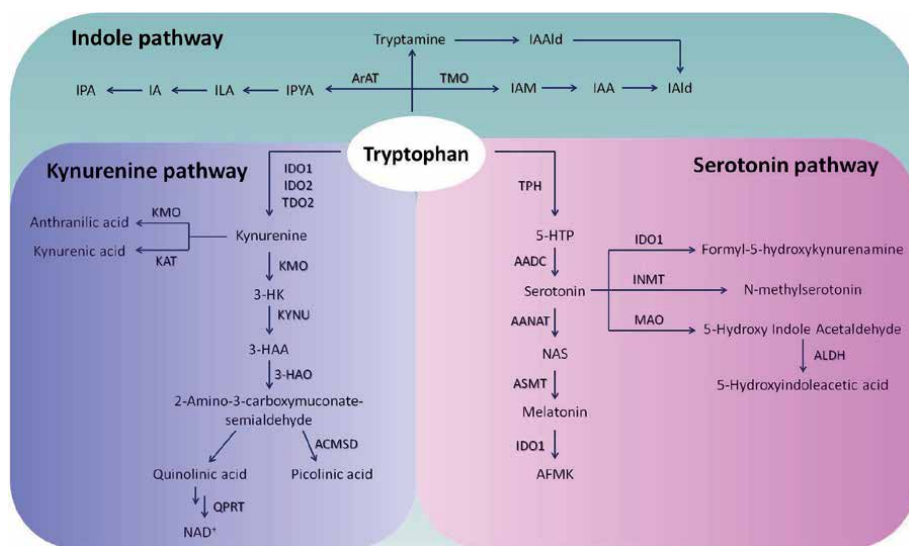 Indole pathway
Tryptamine
IAAld
ArAT
TMO
IPA
IA
ILA
IPYA
IAM
IAA
IAld
Tryptophan
Kynurenine pathway
IDO1
IDO2
TDO2
KMO
Anthranilic acid
Kynurenic acid
KAT
Kynurenine
KMO
3-HK
KYNU
3-HAA
3-HAO
2-Amino-3-carboxymuconate-
semialdehyde
ACMSD
Quinolinic acid
Picolinic acid
QPRT
NAD⁺
Serotonin pathway
TPH
5-HTP
AADC
Serotonin
AANAT
NAS
ASMT
Melatonin
IDO1
AFMK
IDO1
Formyl-5-hydroxykynurenamine
INMT
N-methylserotonin
MAO
5-Hydroxy Indole Acetaldehyde
ALDH
5-Hydroxyindoleacetic acid